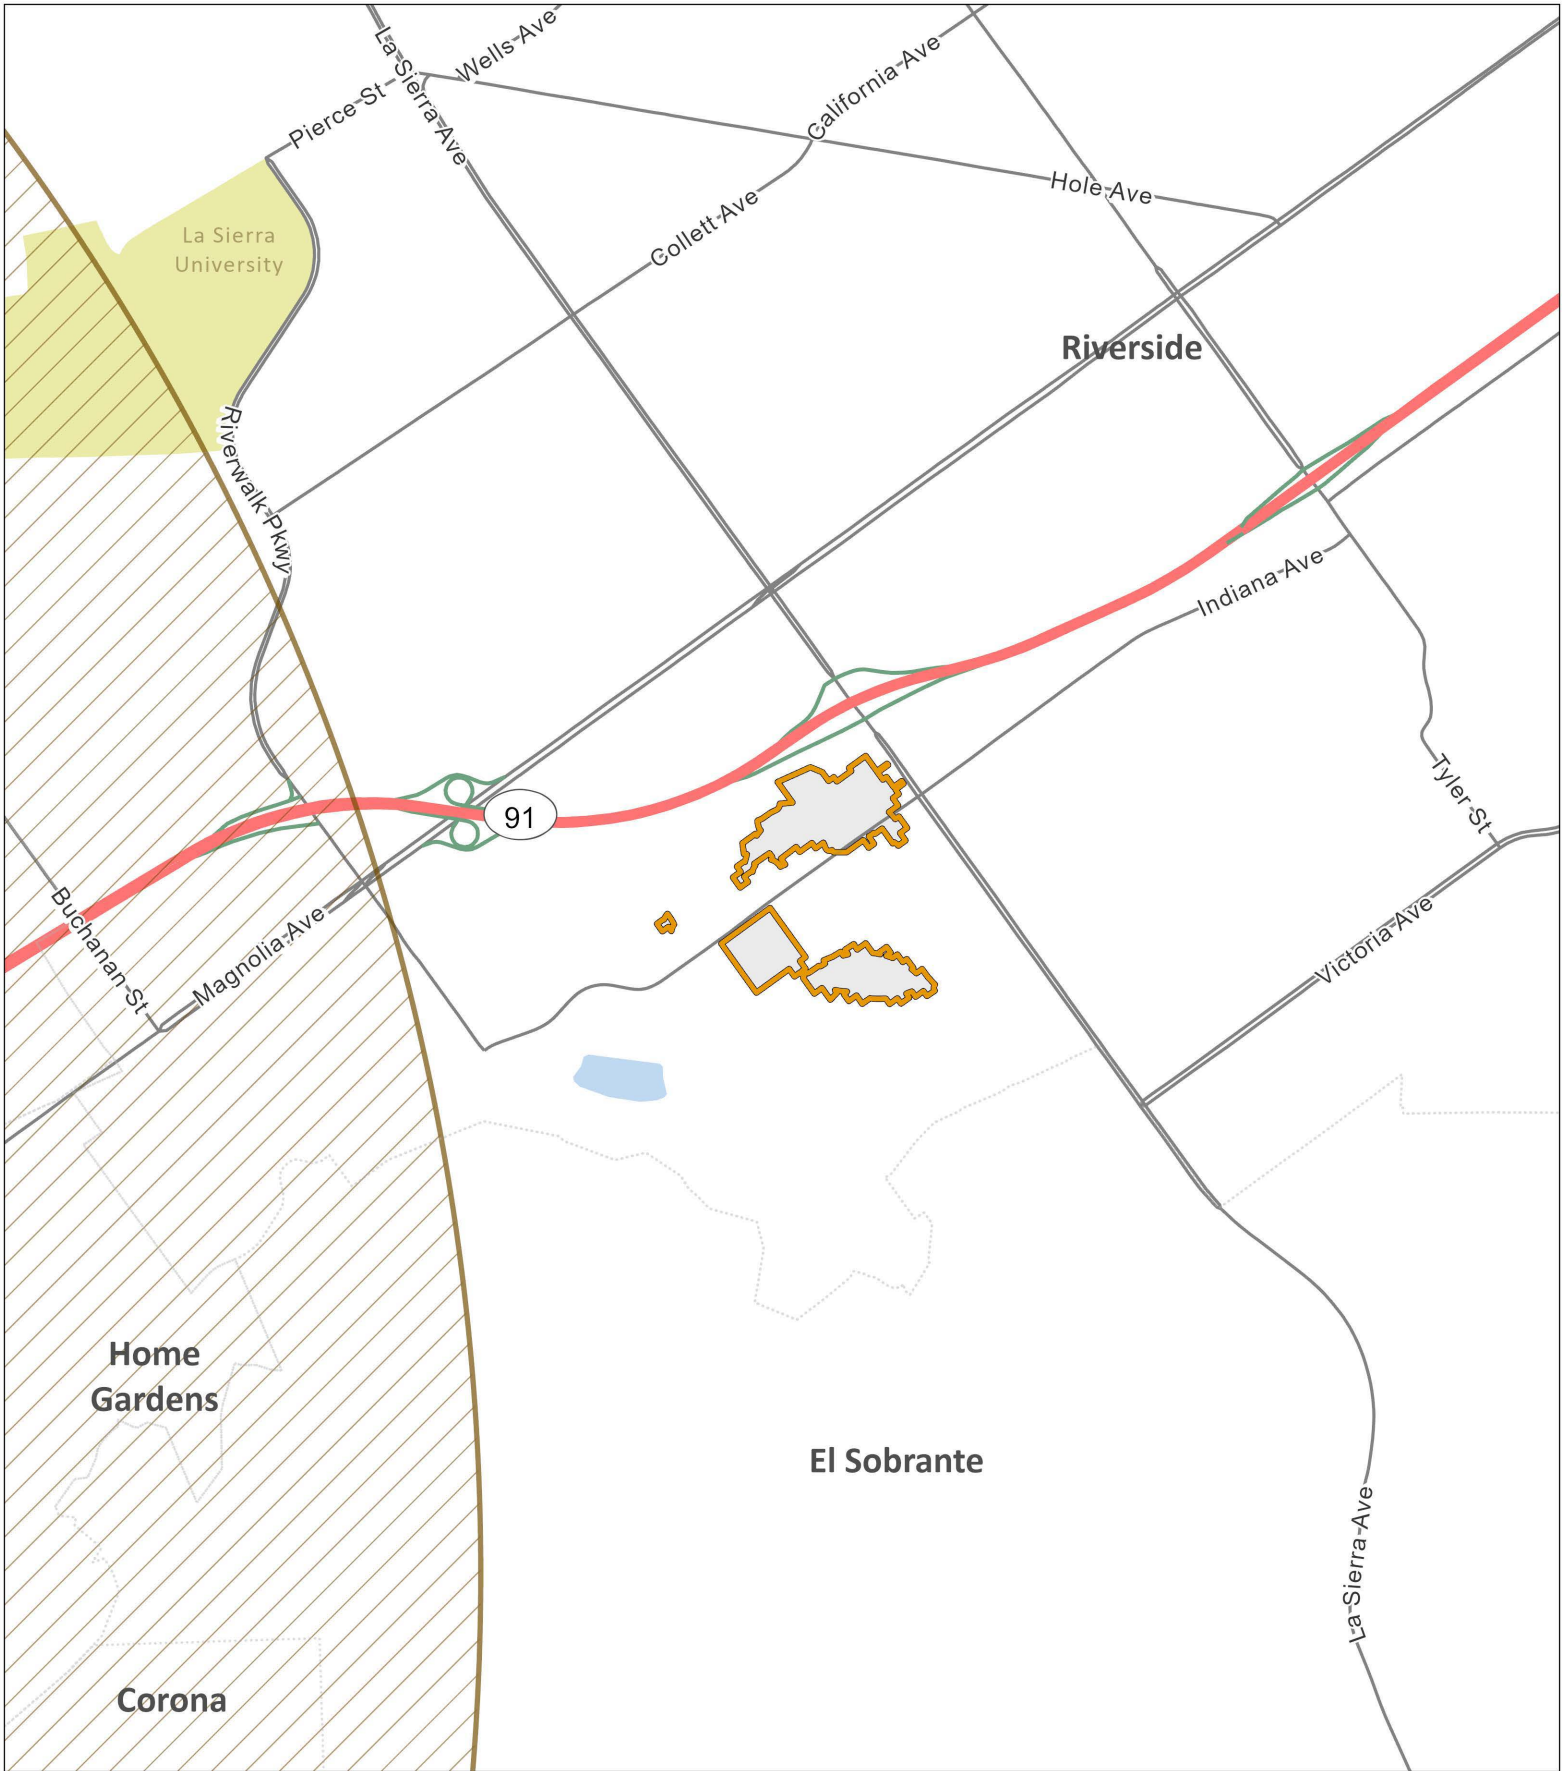 Wells Ave
La Sierra Ave
Pierce St
California Ave
Hole Ave
Collett Ave
La Sierra
University
Riverside
Riverwalk Pkwy
Indiana Ave
91
Tyler St
Buchanan St
Magnolia Ave
Victoria Ave
Home
Gardens
El Sobrante
La Sierra Ave
Corona